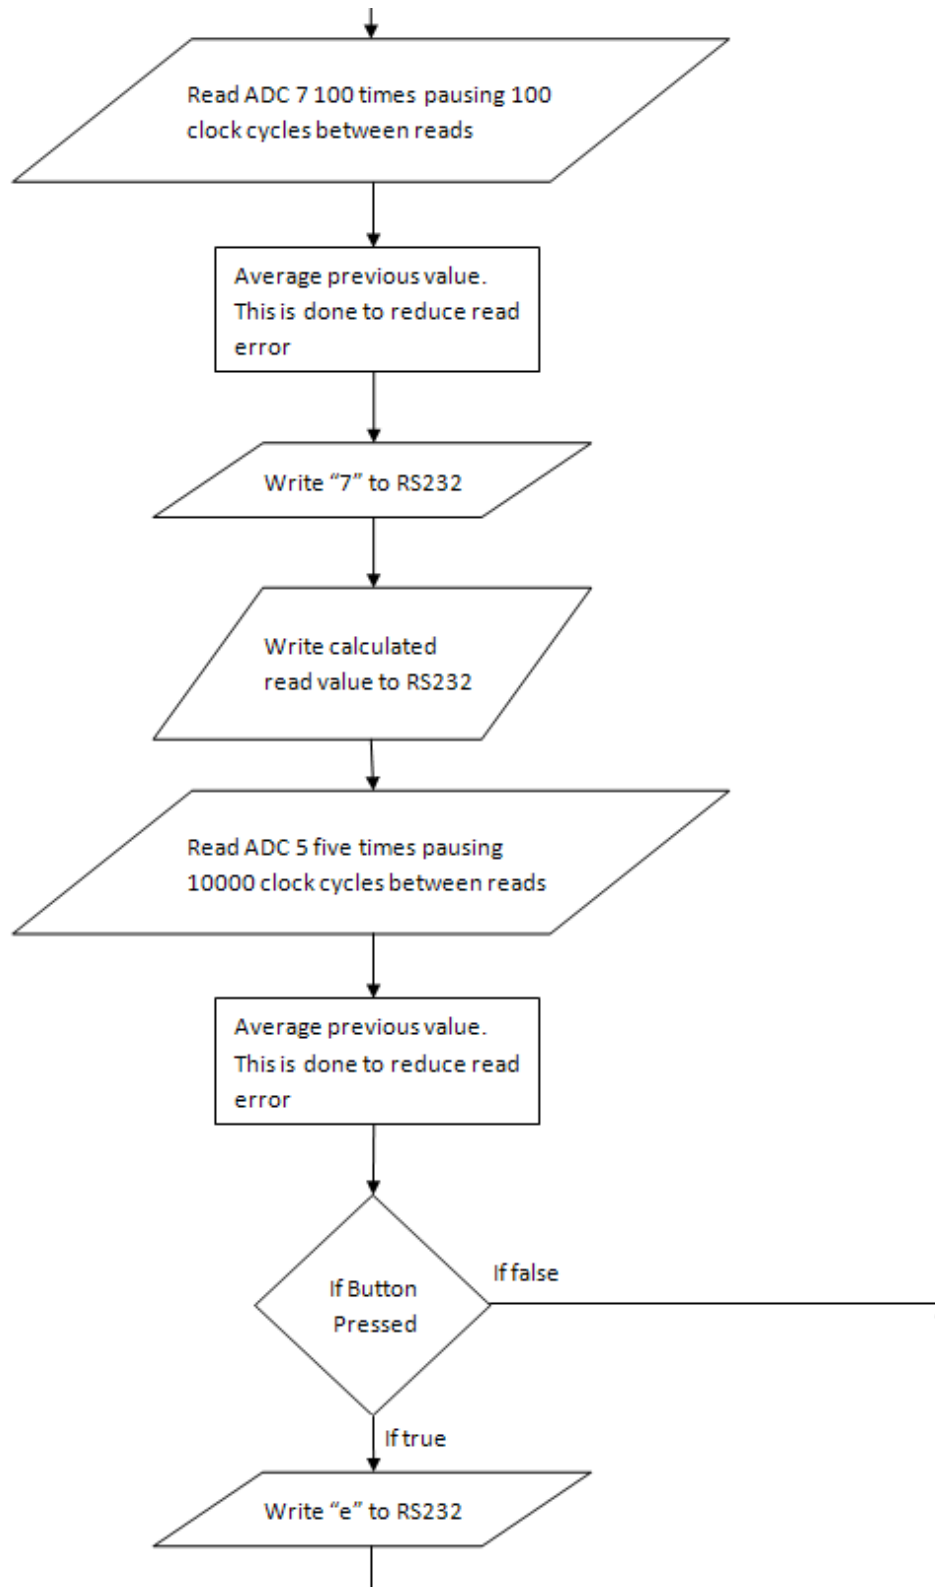 Read ADC 7 100 times pausing 100
clock cycles between reads
Average previous value.
This is done to reduce read
error
Write “7” to RS232
Write calculated
read value to RS232
Read ADC 5 five times pausing
10000 clock cycles between reads
Average previous value.
This is done to reduce read
error
If Button
Pressed
If false
If true
Write “e” to RS232